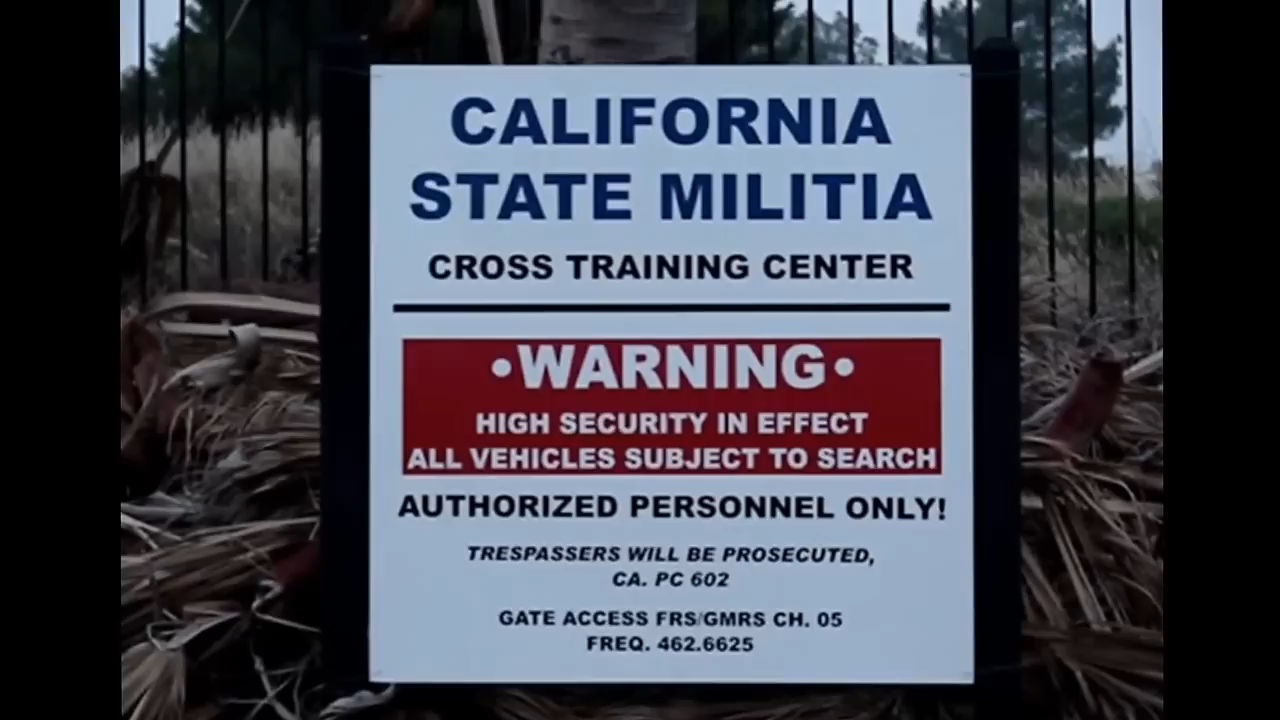 CALIFORNIA
STATE MILITIA
CROSS TRAINING CENTER
•WARNING•
HIGH SECURITY IN EFFECT
ALL VEHICLES SUBJECT TO SEARCH
AUTHORIZED PERSONNEL ONLY!
TRESPASSERS WILL BE PROSECUTED,
CA. PC 602
GATE ACCESS FRS/GMRS CH. 05
FREQ. 462.6625